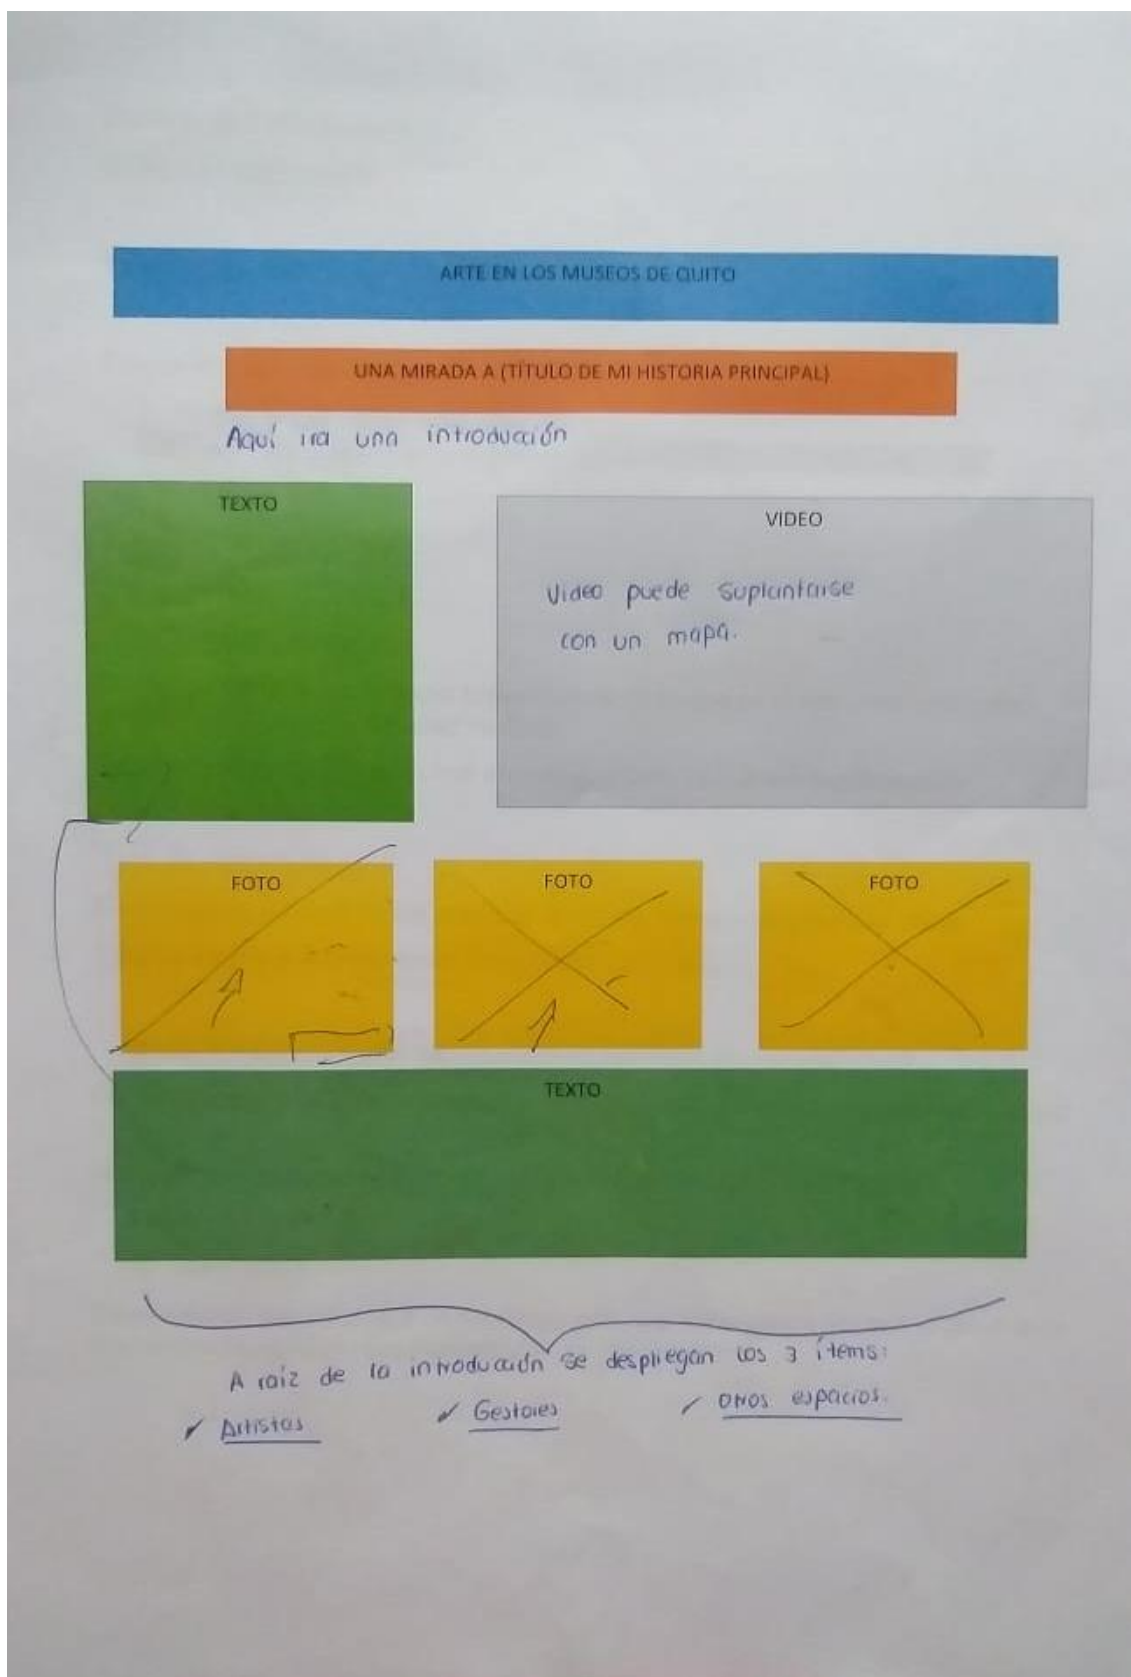 ARTE EN LOS MUSEOS DE QUITO
UNA MIRADA A (TÍTULO DE MI HISTORIA PRINCIPAL)
Aquí ira una introducción
TEXTO
VIDEO
Video puede suplantarse
con un mapa.
FOTO
FOTO
FOTO
TEXTO
A raíz de la introducción se despliegan los 3 ítems:
✓ Artistas
✓ Gestores
✓ Otros espacios.